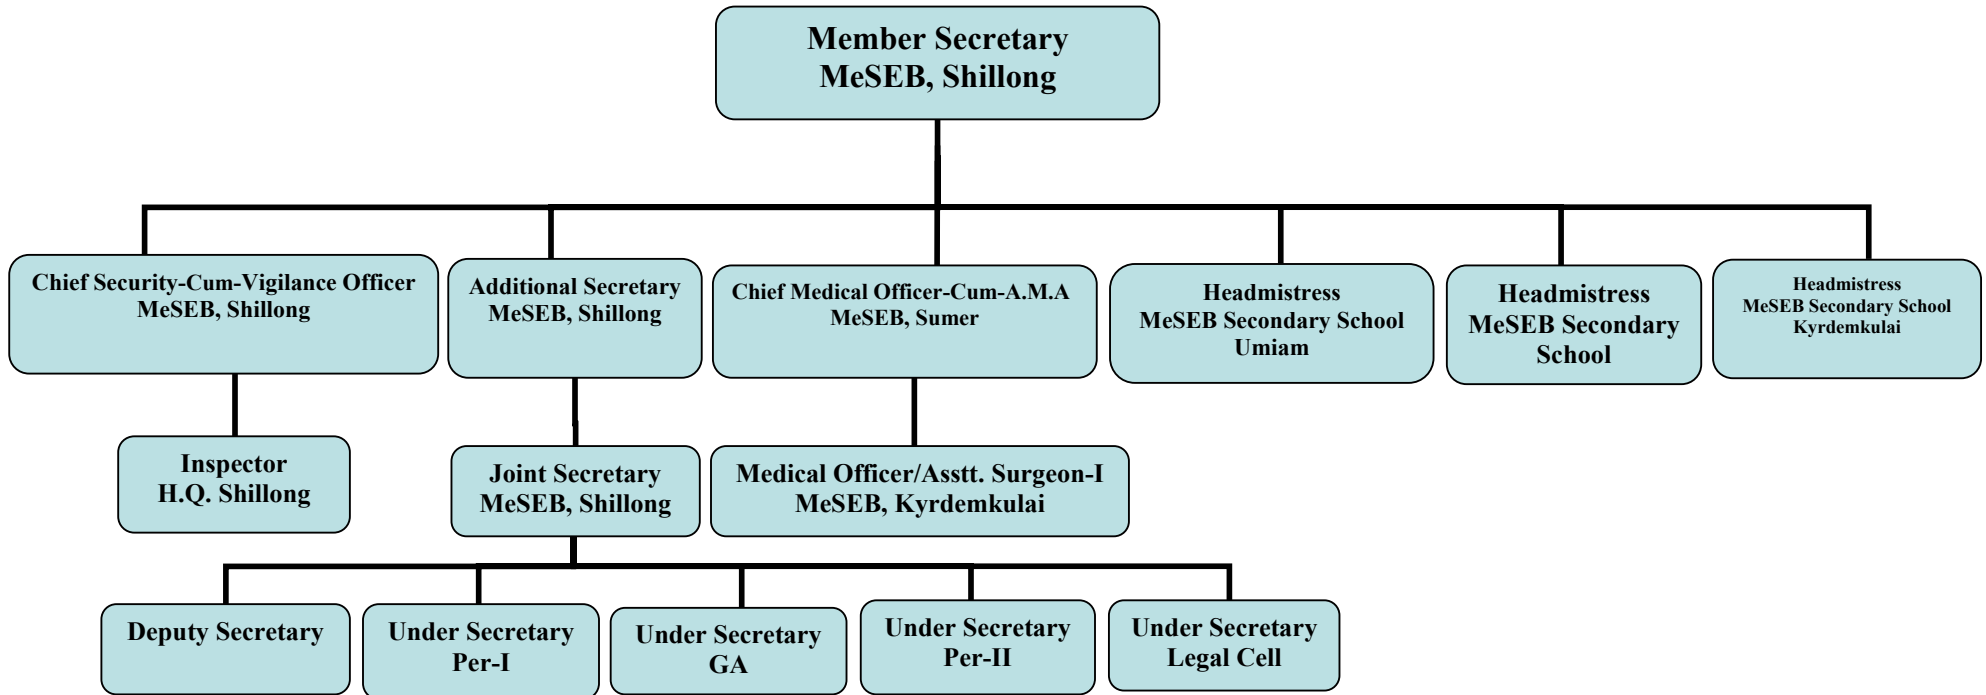 Member Secretary
MeSEB, Shillong
Chief Security-Cum-Vigilance Officer
MeSEB, Shillong
Additional Secretary
MeSEB, Shillong
Chief Medical Officer-Cum-A.M.A
MeSEB, Sumer
Headmistress
MeSEB Secondary School
Umiam
Headmistress
MeSEB Secondary
School
Headmistress
MeSEB Secondary School
Kyrdemkulai
Inspector
H.Q. Shillong
Joint Secretary
MeSEB, Shillong
Medical Officer/Asstt. Surgeon-I
MeSEB, Kyrdemkulai
Deputy Secretary
Under Secretary
Per-I
Under Secretary
GA
Under Secretary
Per-II
Under Secretary
Legal Cell